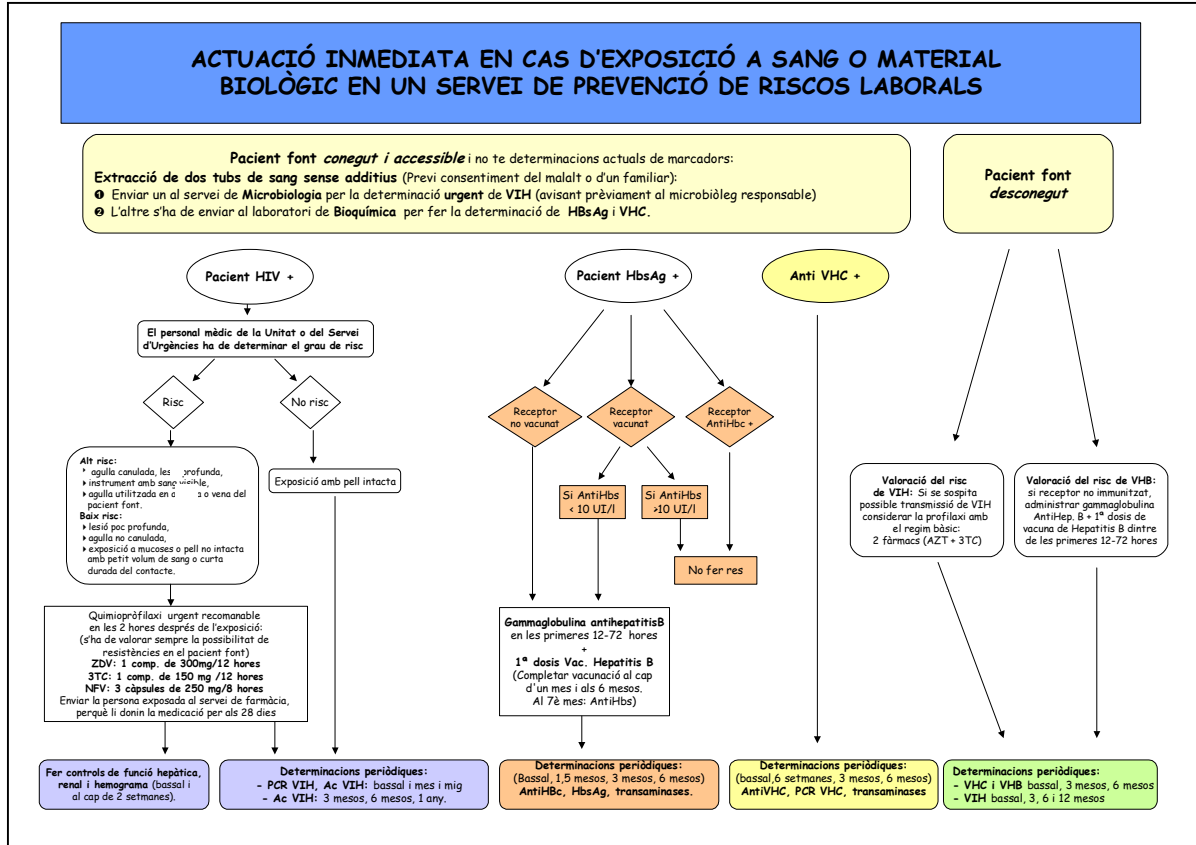 ACTUACIÓ INMEDIATA EN CAS D'EXPOSICIÓ A SANG O MATERIAL
BIOLÒGIC EN UN SERVEI DE PREVENCIÓ DE RISCOS LABORALS
Pacient font conegut i accessible i no te determinacions actuals de marcadors:
Extracció de dos tubs de sang sense additius (Previ consentiment del malalt o d'un familiar):
❶ Enviar un al servei de Microbiologia per la determinació urgent de VIH (avisant prèviament al microbiòleg responsable)
❷ L'altre s'ha de enviar al laboratori de Bioquímica per fer la determinació de HBsAg i VHC.
Pacient font
desconegut
Pacient HIV +
Pacient HbsAg +
Anti VHC +
El personal mèdic de la Unitat o del Servei
d'Urgències ha de determinar el grau de risc
Risc
No risc
Receptor
no vacunat
Receptor
vacunat
Receptor
AntiHbc +
Alt risc:
agulla canulada, les profunda,
instrument amb sang visible,
agulla utilitzada en o vena del
pacient font.
Baix risc:
lesió poc profunda,
agulla no canulada,
exposició a mucoses o pell no intacta
amb petit volum de sang o curta
durada del contacte.
Exposició amb pell intacta
Si AntiHbs
< 10 UI/l
Si AntiHbs
>10 UI/l
No fer res
Valoració del risc
de VIH: Si se sospita
possible transmissió de VIH
considerar la profilaxi amb
el regim bàsic:
2 fàrmacs (AZT + 3TC)
Valoració del risc de VHB:
si receptor no immunitzat,
administrar gammaglobulina
AntiHep. B + 1ª dosis de
vacuna de Hepatitis B dintre
de les primeres 12-72 hores
Quimiopròfilaxi urgent recomanable
en les 2 hores després de l'exposició:
(s'ha de valorar sempre la possibilitat de
resistències en el pacient font)
ZDV: 1 comp. de 300mg/12 hores
3TC: 1 comp. de 150 mg /12 hores
NFV: 3 càpsules de 250 mg/8 hores
Enviar la persona exposada al servei de farmàcia,
perquè li donin la medicació per als 28 dies
Gammaglobulina antihepatitisB
en les primeres 12-72 hores
+
1ª dosis Vac. Hepatitis B
(Completar vacunació al cap
d'un mes i als 6 mesos.
Al 7è mes: AntiHbs)
Fer controls de funció hepàtica,
renal i hemograma (bassal i
al cap de 2 setmanes).
Determinacions periòdiques:
- PCR VIH, Ac VIH: bassal i mes i mig
- Ac VIH: 3 mesos, 6 mesos, 1 any.
Determinacions periòdiques:
(Bassal, 1,5 mesos, 3 mesos, 6 mesos)
AntiHBc, HbsAg, transaminases.
Determinacions periòdiques:
(bassal,6 setmanes, 3 mesos, 6 mesos)
AntiVHC, PCR VHC, transaminases
Determinacions periòdiques:
- VHC i VHB bassal, 3 mesos, 6 mesos
- VIH bassal, 3, 6 i 12 mesos